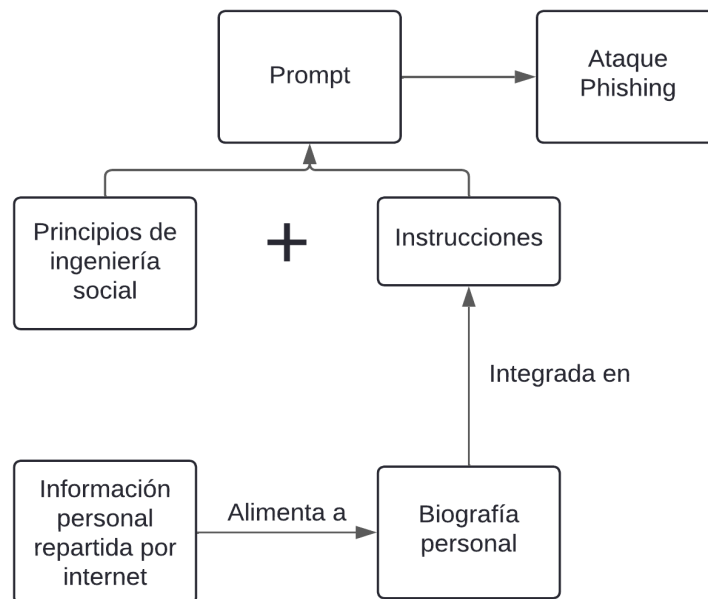 Prompt
Ataque
Phishing
Principios de
ingeniería
social
+
Instrucciones
Integrada en
Información
personal
repartida por
internet
Alimenta a
Biografía
personal